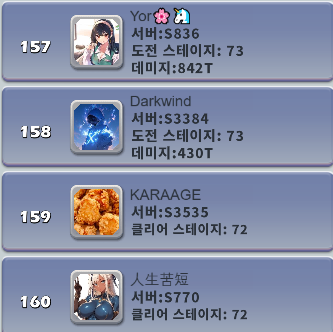 157
Yor🌸🦄
서버:S836
도전 스테이지: 73
데미지:842T
158
Darkwind
서버:S3384
도전 스테이지: 73
데미지:430T
159
KARAAGE
서버:S3535
클리어 스테이지: 72
160
人生苦短
서버:S770
클리어 스테이지: 72